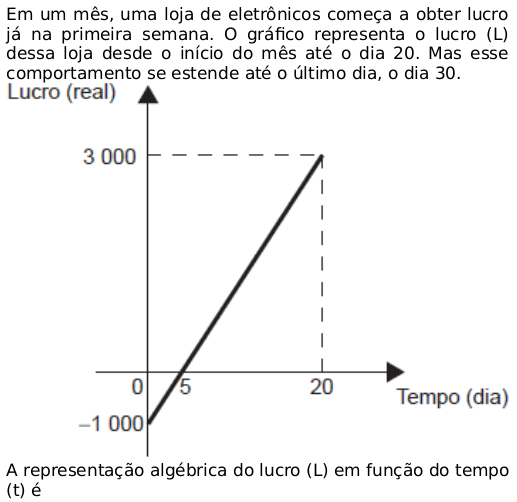 Em um mês, uma loja de eletrônicos começa a obter lucro
já na primeira semana. O gráfico representa o lucro (L)
dessa loja desde o início do mês até o dia 20. Mas esse
comportamento se estende até o último dia, o dia 30.
Lucro (real)
3 000
0 5 20
Tempo (dia)
–1 000
A representação algébrica do lucro (L) em função do tempo
(t) é